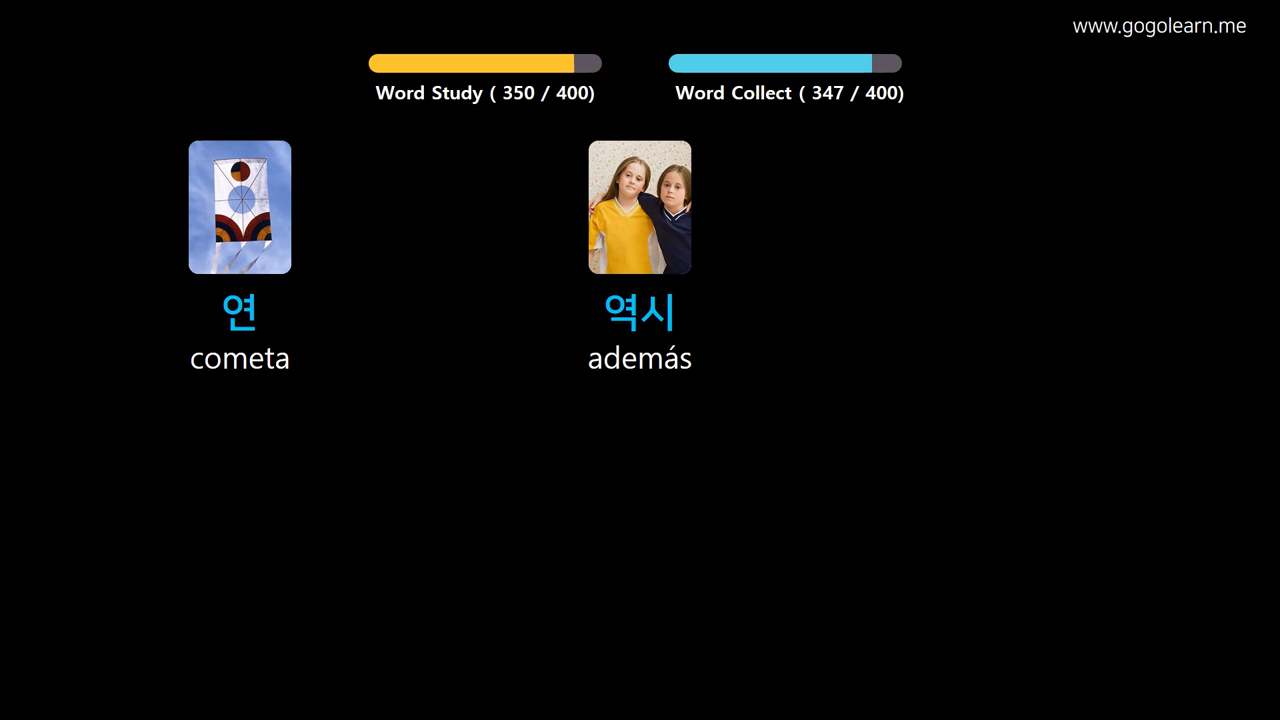 www.gogolearn.me
Word Study ( 350 / 400)
Word Collect ( 347 / 400)
연
cometa
역시
además